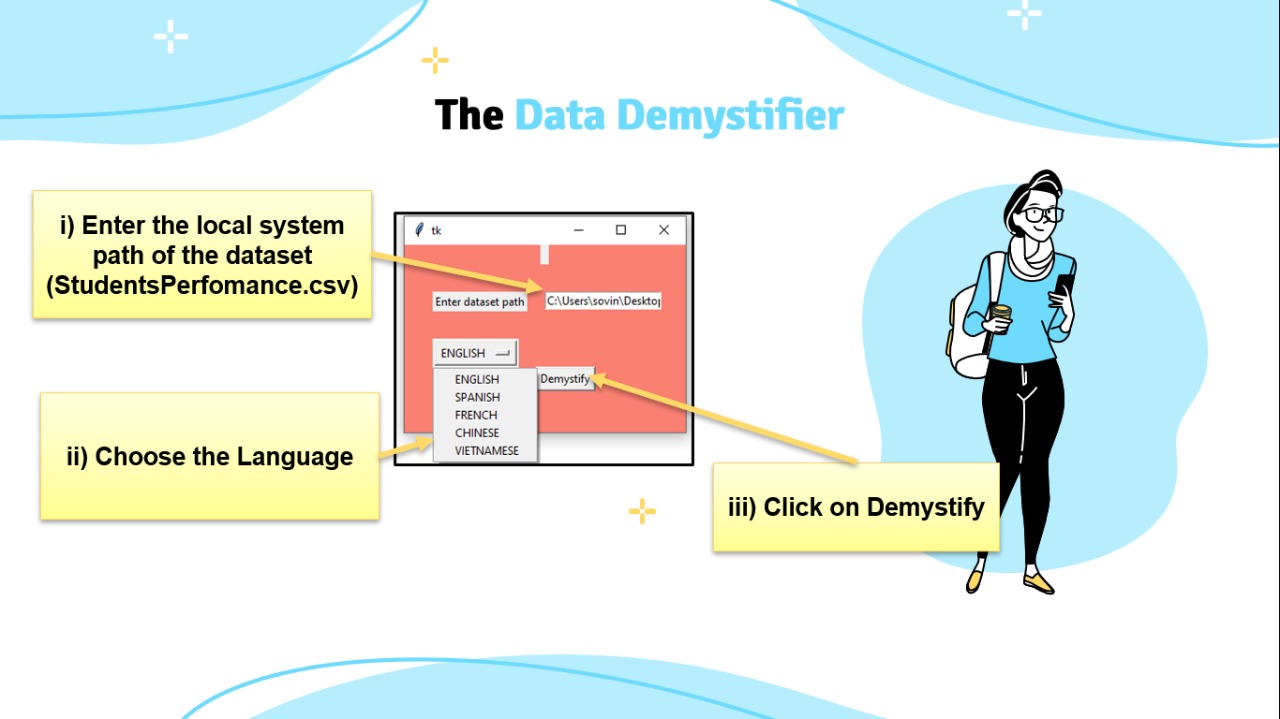 The Data Demystifier
i) Enter the local system
path of the dataset
(StudentsPerfomance.csv)
tk
Enter dataset path
C:\Users\sovin\Desktop
ENGLISH
ENGLISH
SPANISH
FRENCH
CHINESE
VIETNAMESE
Demystify
ii) Choose the Language
iii) Click on Demystify